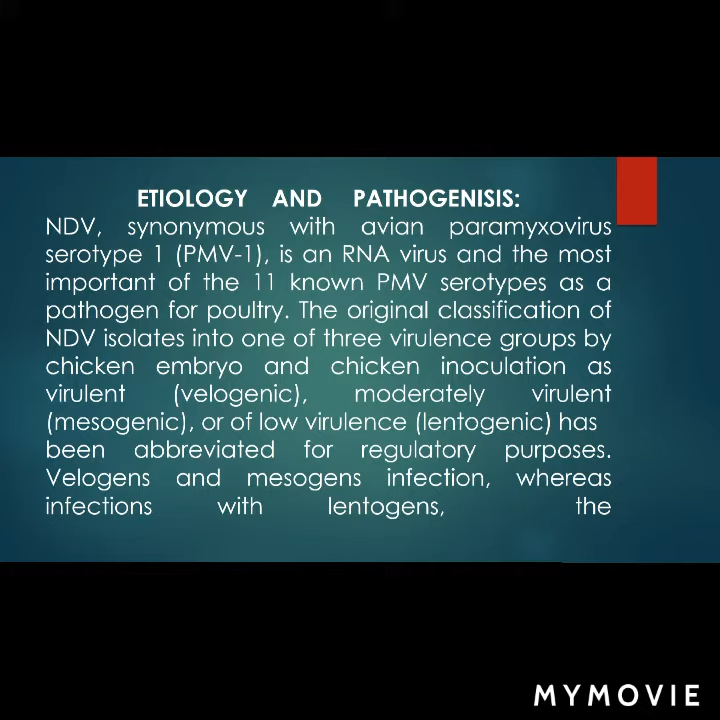 ETIOLOGY AND PATHOGENISIS:
NDV, synonymous with avian paramyxovirus
serotype 1 (PMV-1), is an RNA virus and the most
important of the 11 known PMV serotypes as a
pathogen for poultry. The original classification of
NDV isolates into one of three virulence groups by
chicken embryo and chicken inoculation as
virulent (velogenic), moderately virulent
(mesogenic), or of low virulence (lentogenic) has
been abbreviated for regulatory purposes.
Velogens and mesogens infection, whereas
infections with lentogens, the
MYMOVIE